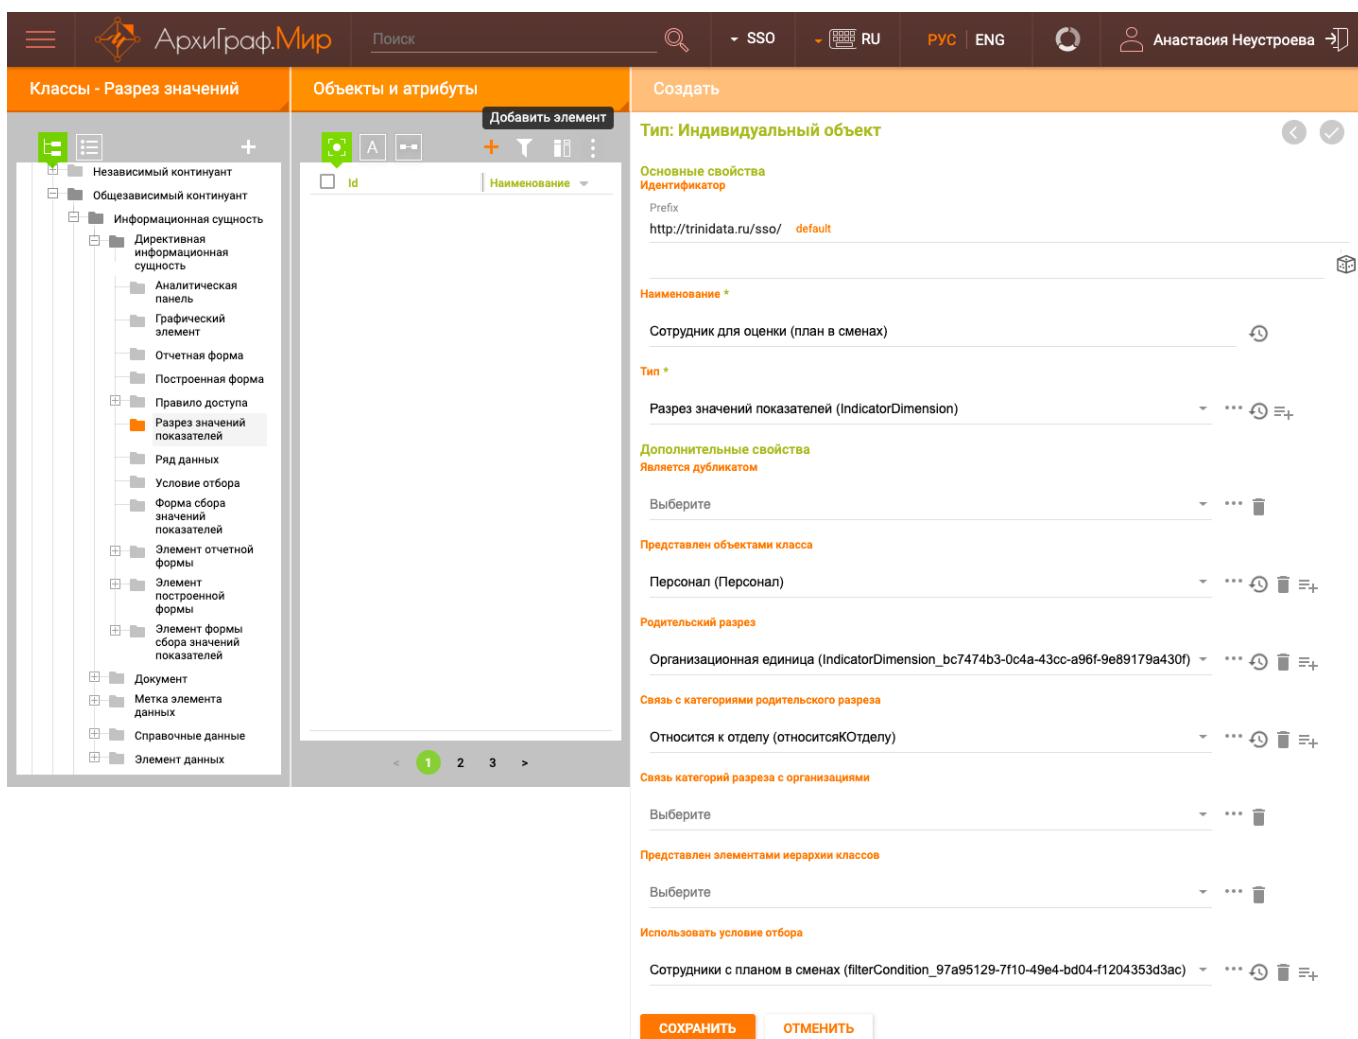 АрхиГраф.Мир
Поиск
SSO
RU
РУС
ENG
Анастасия Неустроева
Классы - Разрез значений
Объекты и атрибуты
Создать
Добавить элемент
Независимый континуант
Общезависимый континуант
Информационная сущность
Директивная
информационная
сущность
Аналитическая
панель
Графический
элемент
Отчетная форма
Построенная форма
Правило доступа
Разрез значений
показателей
Ряд данных
Условие отбора
Форма сбора
значений
показателей
Элемент отчетной
формы
Элемент
построенной
формы
Элемент формы
сбора значений
показателей
Документ
Метка элемента
данных
Справочные данные
Элемент данных
A
Id
Наименование
< 1 2 3 >
Тип: Индивидуальный объект
Основные свойства
Идентификатор
Prefix
http://trinidata.ru/sso/ default
Наименование *
Сотрудник для оценки (план в сменах)
Тип *
Разрез значений показателей (IndicatorDimension)
Дополнительные свойства
Является дубликатом
Выберите
Представлен объектами класса
Персонал (Персонал)
Родительский разрез
Организационная единица (IndicatorDimension_bc7474b3-0c4a-43cc-a96f-9e89179a430f)
Связь с категориями родительского разреза
Относится к отделу (относитсяКОтделу)
Связь категорий разреза с организациями
Выберите
Представлен элементами иерархии классов
Выберите
Использовать условие отбора
Сотрудники с планом в сменах (filterCondition_97a95129-7f10-49e4-bd04-f1204353d3ac)
СОХРАНИТЬ
ОТМЕНИТЬ